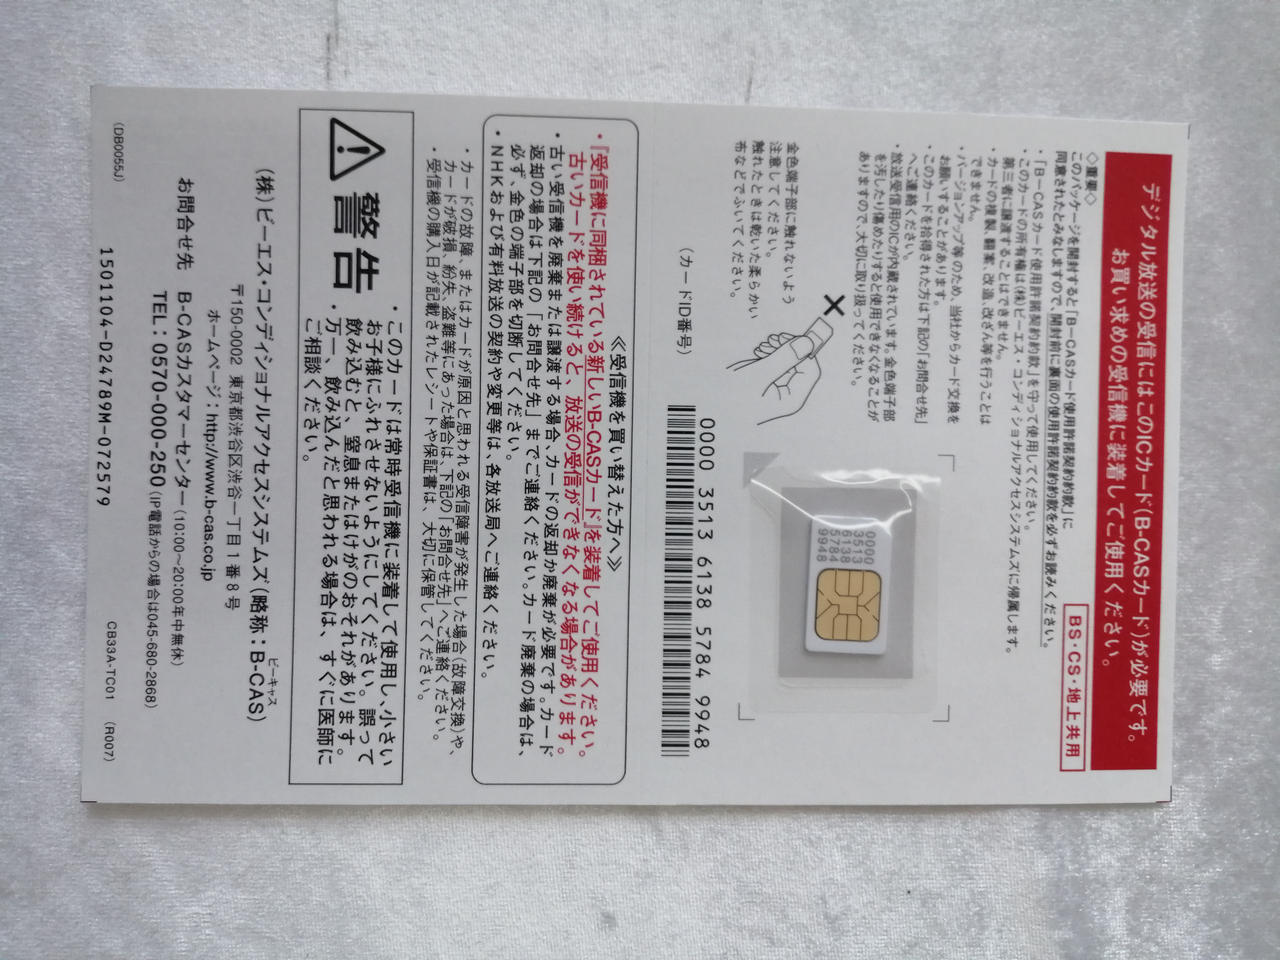 デジタル放送の受信にはこのICカード(B-CASカード)が必要です。
お買い求めの受信機に装着してご使用ください。
BS・CS・地上共用
◇重要◇
このパッケージを開封すると「B-CASカード使用許諾契約約款」に
同意されたとみなしますので、開封前に裏面の使用許諾契約約款を必ずお読みください。
・「B-CASカード使用許諾契約約款」を守って使用してください。
・このカードの所有権は(株)ビーエス・コンディショナルアクセスシステムズに帰属します。
第三者に譲渡することはできません。
・カードの複製、翻案、改造、改ざん等を行うことは
できません。
・バージョンアップ等のため、当社からカード交換を
お願いすることがあります。
・このカードを拾得された方は下記の「お問合せ先」
へご連絡ください。
・放送受信用のICが内蔵されています。金色端子部
を汚したり傷めたりすると使用できなくなることが
ありますので、大切に取り扱ってください。
金色端子部に触れないよう
注意してください。
触れたときは乾いた柔らかい
布などでふいてください。
0000
3513
6138
5784
9948
(カードID番号)
0000 3513 6138 5784 9948
≪受信機を買い替えた方へ≫
・『受信機に同梱されている新しいB-CASカード』を装着してご使用ください。
古いカードを使い続けると、放送の受信ができなくなる場合があります。
・古い受信機を廃棄または譲渡する場合、カードの返却か廃棄が必要です。カード
返却の場合は下記の「お問合せ先」までご連絡ください。カード廃棄の場合は、
必ず、金色の端子部を切断してください。
・NHKおよび有料放送の契約や変更等は、各放送局へご連絡ください。
・カードの故障、またはカードが原因と思われる受信障害が発生した場合(故障交換)や、
カードが破損、紛失、盗難等にあった場合は、下記の「お問合せ先」へご連絡ください。
・受信機の購入日が記載されたレシートや保証書は、大切に保管してください。
警告
・このカードは常時受信機に装着して使用し、小さい
お子様にふれさせないようにしてください。誤って
飲み込むと、窒息またはけがのおそれがあります。
・万一、飲み込んだと思われる場合は、すぐに医師に
ご相談ください。
ビーキャス
(株)ビーエス・コンディショナルアクセスシステムズ(略称:B-CAS)
〒150-0002 東京都渋谷区渋谷一丁目1番8号
ホームページ:http://www.b-cas.co.jp
お問合せ先 B-CASカスタマーセンター(10:00~20:00年中無休)
TEL:0570-000-250(IP電話からの場合は045-680-2868)
(DB0055J)
1501104-D24789M-072579
CB33A-TC01 (R007)